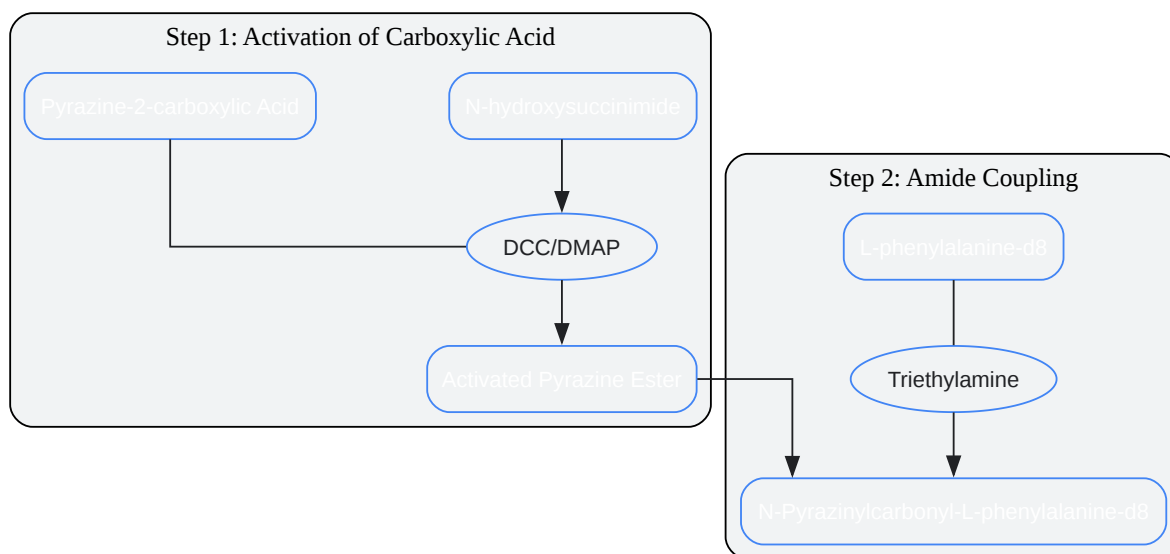 Step 1: Activation of Carboxylic Acid
Pyrazine-2-carboxylic Acid
N-hydroxysuccinimide
DCC/DMAP
Activated Pyrazine Ester
Step 2: Amide Coupling
L-phenylalanine-d8
Triethylamine
N-Pyrazinylcarbonyl-L-phenylalanine-d8